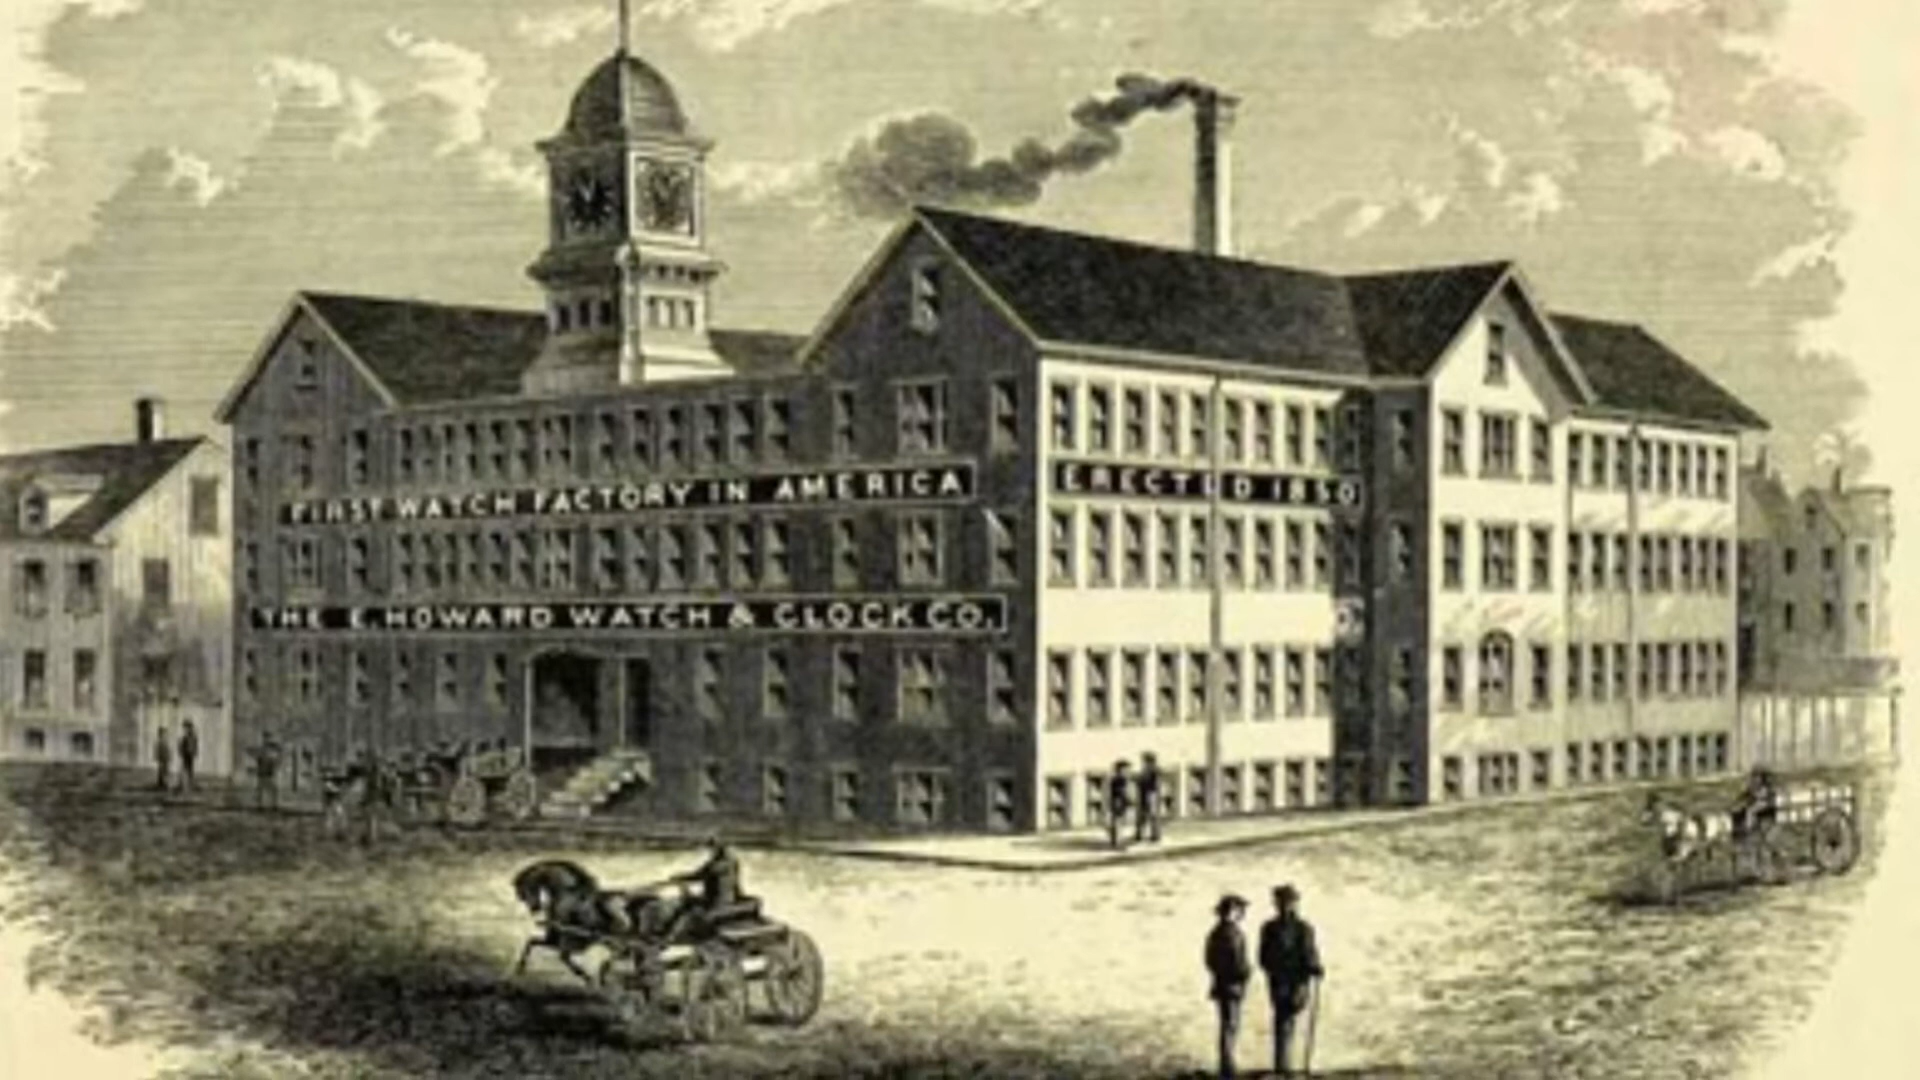 FIRST WATCH FACTORY IN AMERICA
ERECTED 1850
THE E. HOWARD WATCH & CLOCK CO.